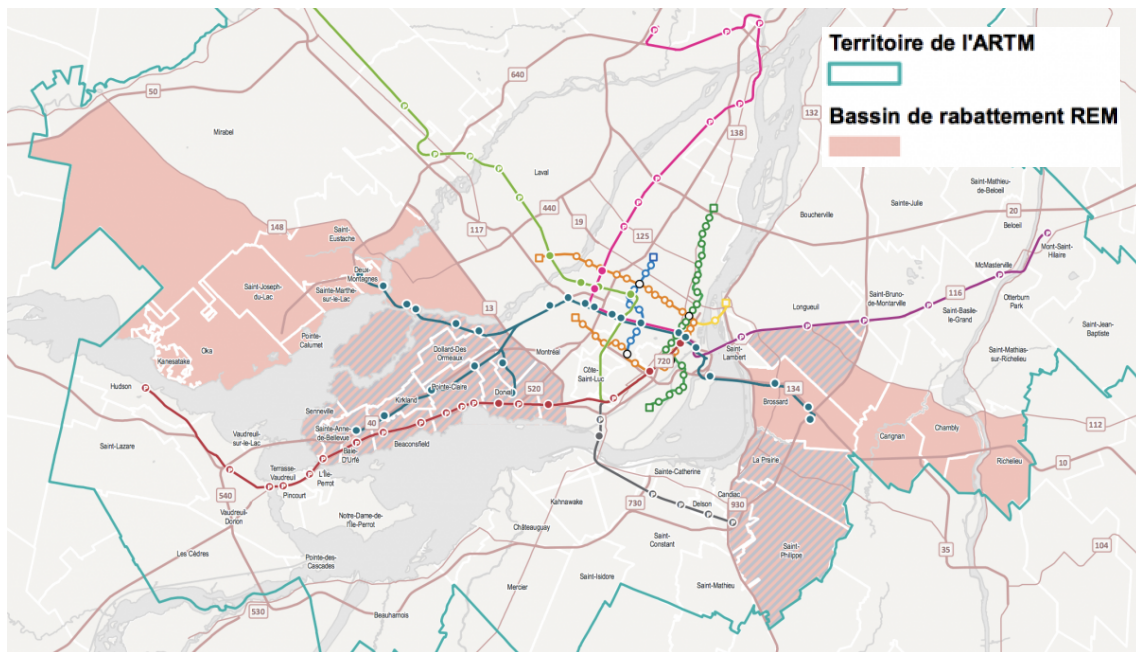 Territoire de l'ARTM
Bassin de rabattement REM
50
640
132
Mirabel
138
Laval
Saint-Mathieu-
de-Beloeil
Sainte-Julie
20
Beloeil
Boucherville
440
19
148
Saint-
Eustache
117
125
Mont-Saint-
Hilaire
McMasterville
Deux-
Montagnes
Saint-Joseph-
du-Lac
Sainte-Marthe-
sur-le-Lac
116
Otterburn
Park
Longueuil
Saint-Bruno-
de-Montarville
Saint-Basile-
le-Grand
13
Saint-Jean-
Baptiste
Pointe-
Calumet
Oka
Kanesatake
Dollard-Des
Ormeaux
Montréal
Saint-
Lambert
Saint-Mathias-
sur-Richelieu
720
Côte-
Saint-Luc
Hudson
Pointe-Claire
Kirkland
Dorval
520
134
Brossard
Senneville
40
Sainte-Anne-
de-Bellevue
Baie-
D'Urfé
Beaconsfield
Carignan
Chambly
112
Vaudreuil-
sur-le-Lac
Saint-Lazare
La Prairie
Richelieu
10
Terrasse-
Vaudreuil
L'Île-
Perrot
Pincourt
Sainte-Catherine
540
Vaudreuil-
Dorion
Notre-Dame-de-
l'Île-Perrot
Kahnawake
730
Delson
Candiac
930
Châteauguay
Saint-
Constant
Saint-
Philippe
35
104
Les Cèdres
Pointe-des-
Cascades
Saint-Isidore
Saint-Mathieu
Mercier
530
Beauharnois